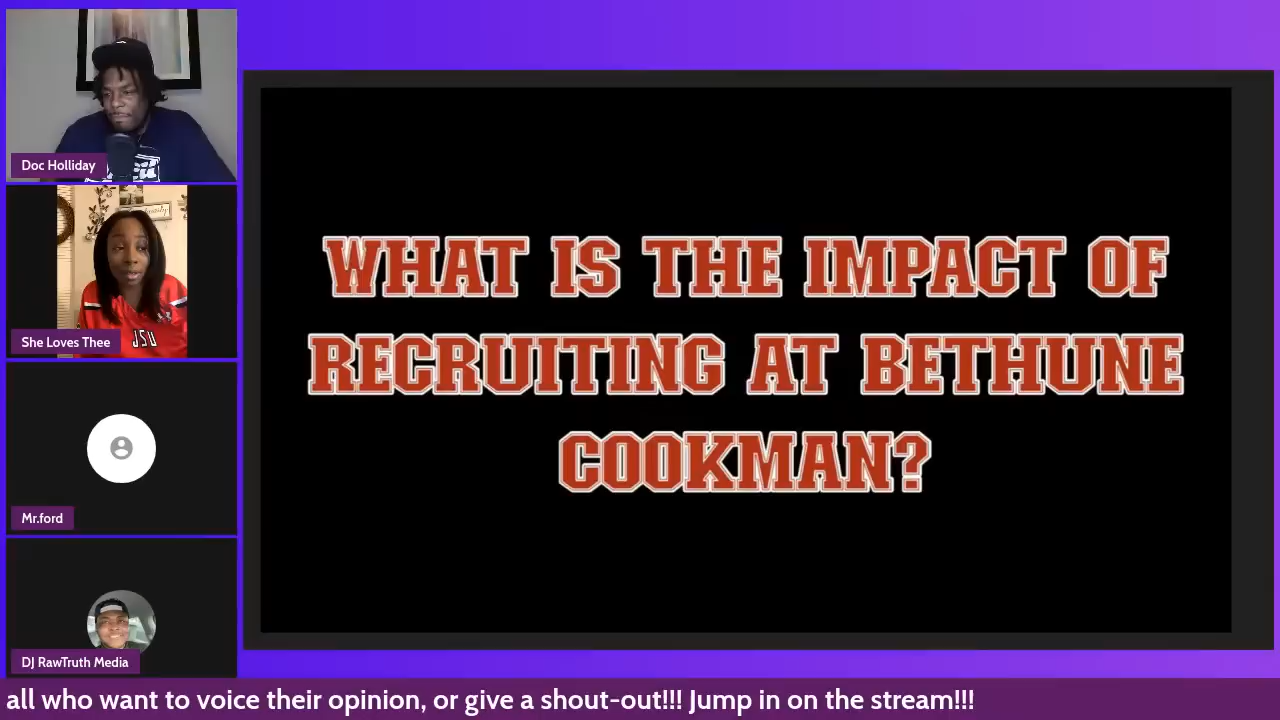 Doc Holliday
She Loves Thee
JSU
Mr.ford
DJ RawTruth Media
WHAT IS THE IMPACT OF
RECRUITING AT BETHUNE
COOKMAN?
all who want to voice their opinion, or give a shout-out!!! Jump in on the stream!!!